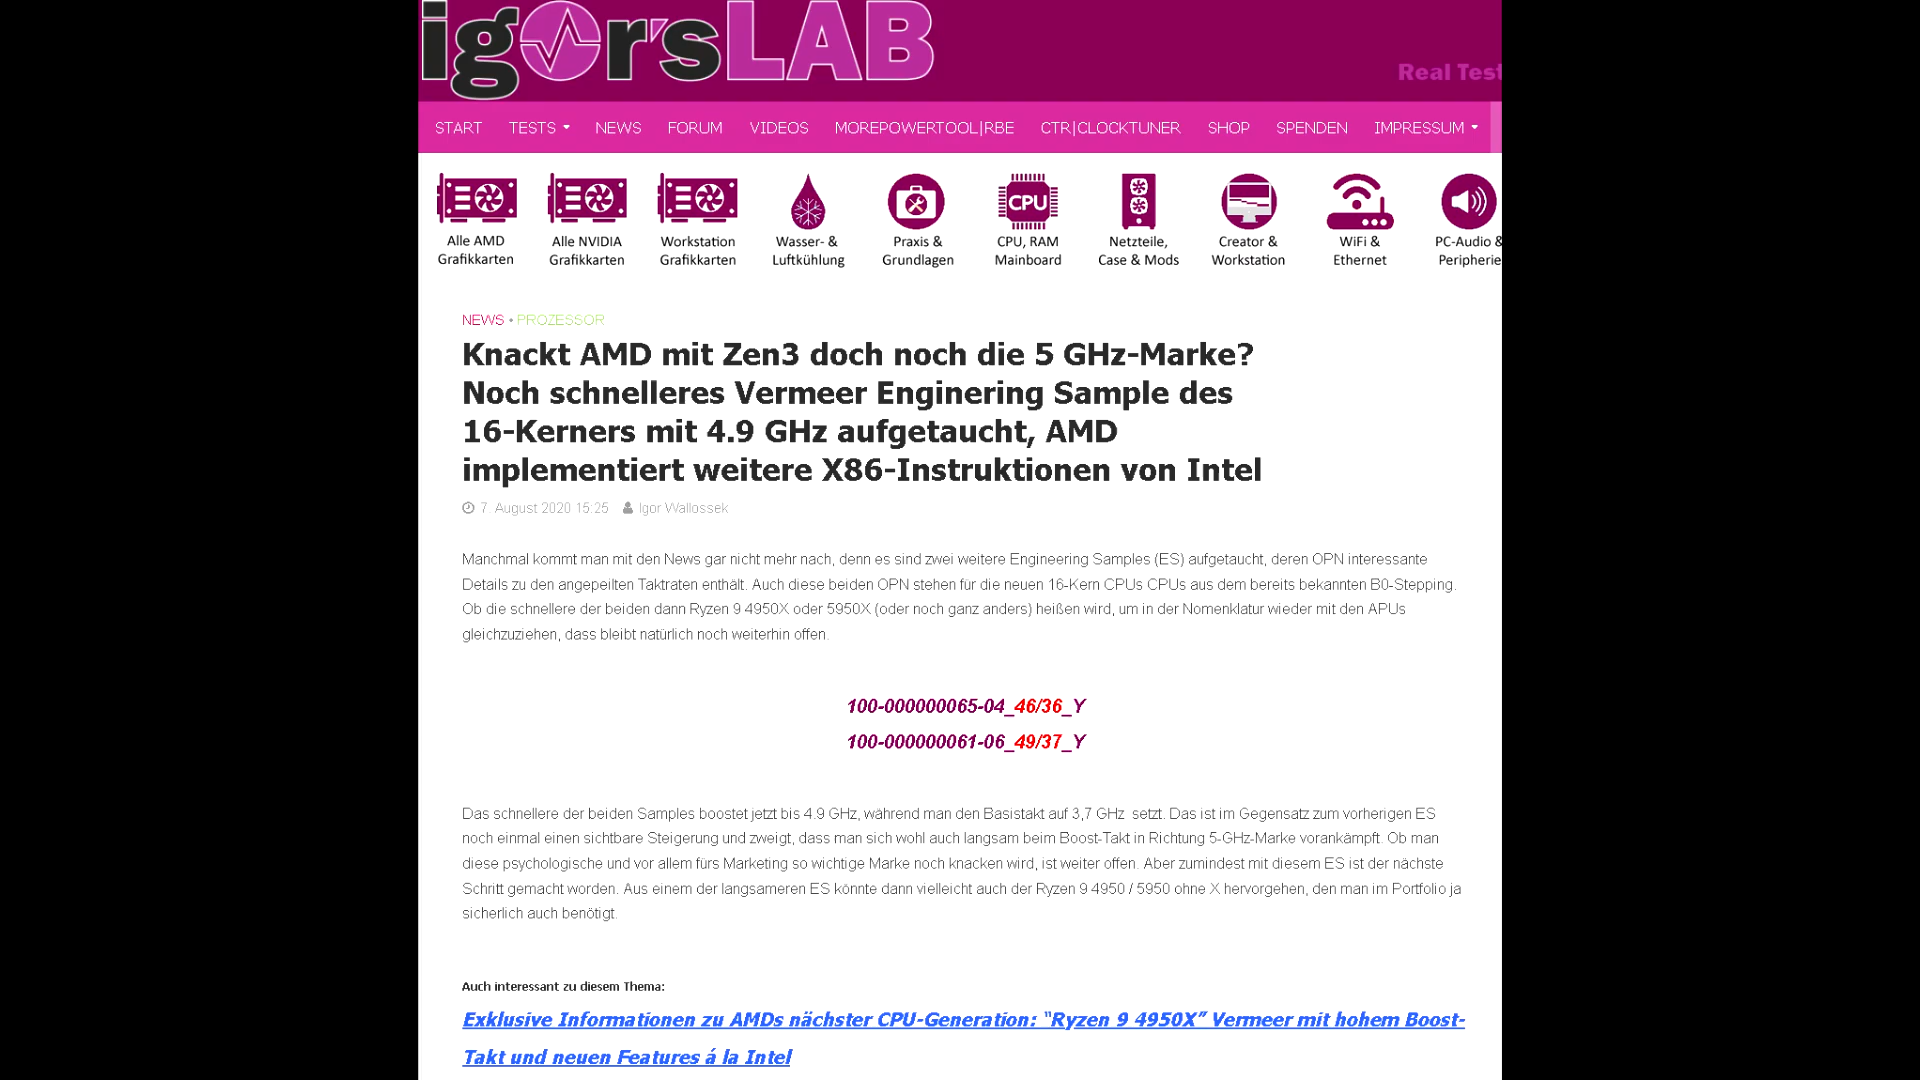 igor'sLAB
Real Test
START TESTS NEWS FORUM VIDEOS MOREPOWERTOOL|RBE CTR|CLOCKTUNER SHOP SPENDEN IMPRESSUM
Alle AMD Grafikkarten
Alle NVIDIA Grafikkarten
Workstation Grafikkarten
Wasser- & Luftkühlung
Praxis & Grundlagen
CPU
CPU, RAM Mainboard
Netzteile, Case & Mods
Creator & Workstation
WiFi & Ethernet
PC-Audio & Peripherie
NEWS • PROZESSOR
Knackt AMD mit Zen3 doch noch die 5 GHz-Marke?
Noch schnelleres Vermeer Enginering Sample des
16-Kerners mit 4.9 GHz aufgetaucht, AMD
implementiert weitere X86-Instruktionen von Intel
7. August 2020 15:25 Igor Wallossek
Manchmal kommt man mit den News gar nicht mehr nach, denn es sind zwei weitere Engineering Samples (ES) aufgetaucht, deren OPN interessante
Details zu den angepeilten Taktraten enthält. Auch diese beiden OPN stehen für die neuen 16-Kern CPUs CPUs aus dem bereits bekannten B0-Stepping.
Ob die schnellere der beiden dann Ryzen 9 4950X oder 5950X (oder noch ganz anders) heißen wird, um in der Nomenklatur wieder mit den APUs
gleichzuziehen, dass bleibt natürlich noch weiterhin offen.
100-000000065-04_46/36_Y
100-000000061-06_49/37_Y
Das schnellere der beiden Samples boostet jetzt bis 4.9 GHz, während man den Basistakt auf 3,7 GHz setzt. Das ist im Gegensatz zum vorherigen ES
noch einmal einen sichtbare Steigerung und zweigt, dass man sich wohl auch langsam beim Boost-Takt in Richtung 5-GHz-Marke vorankämpft. Ob man
diese psychologische und vor allem fürs Marketing so wichtige Marke noch knacken wird, ist weiter offen. Aber zumindest mit diesem ES ist der nächste
Schritt gemacht worden. Aus einem der langsameren ES könnte dann vielleicht auch der Ryzen 9 4950 / 5950 ohne X hervorgehen, den man im Portfolio ja
sicherlich auch benötigt.
Auch interessant zu diesem Thema:
Exklusive Informationen zu AMDs nächster CPU-Generation: “Ryzen 9 4950X” Vermeer mit hohem Boost-
Takt und neuen Features á la Intel